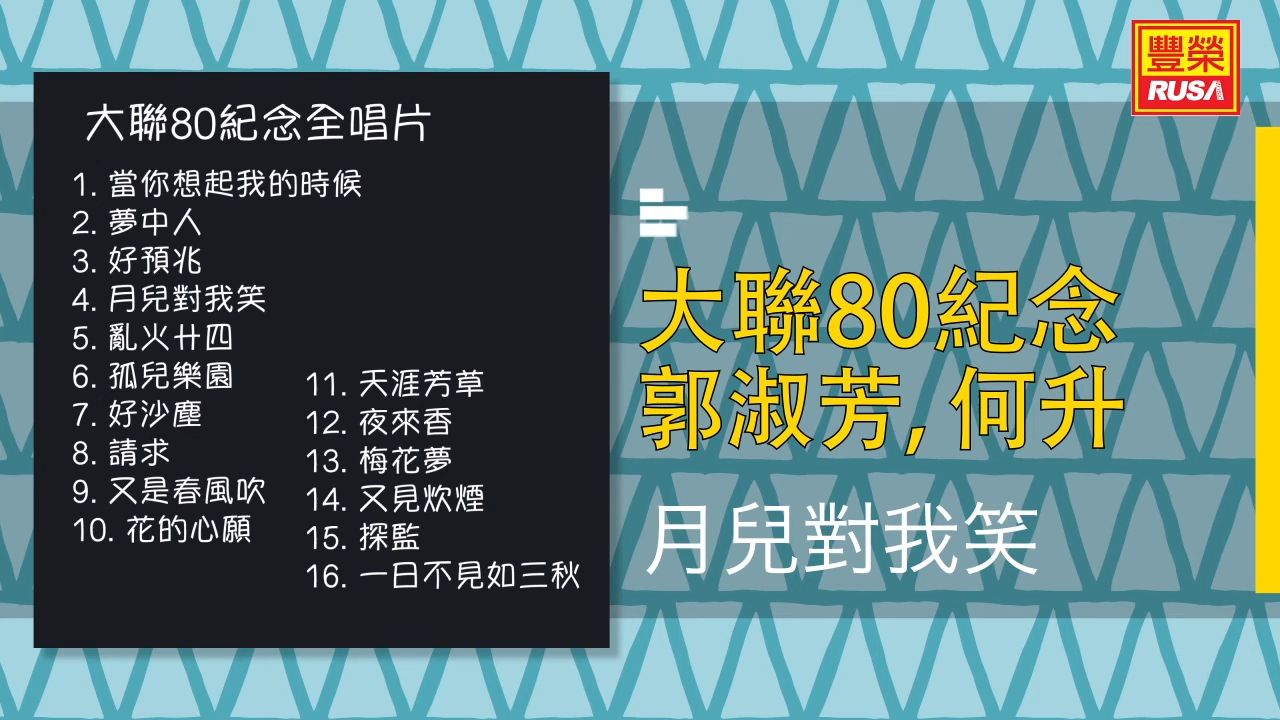 大聯80紀念全唱片
1. 當你想起我的時候
2. 夢中人
3. 好預兆
4. 月兒對我笑
5. 亂火廿四
6. 孤兒樂園
7. 好沙塵
8. 請求
9. 又是春風吹
10. 花的心願
11. 天涯芳草
12. 夜來香
13. 梅花夢
14. 又見炊煙
15. 探監
16. 一日不見如三秋
豐榮
RUSA
大聯80紀念
郭淑芳, 何升
月兒對我笑